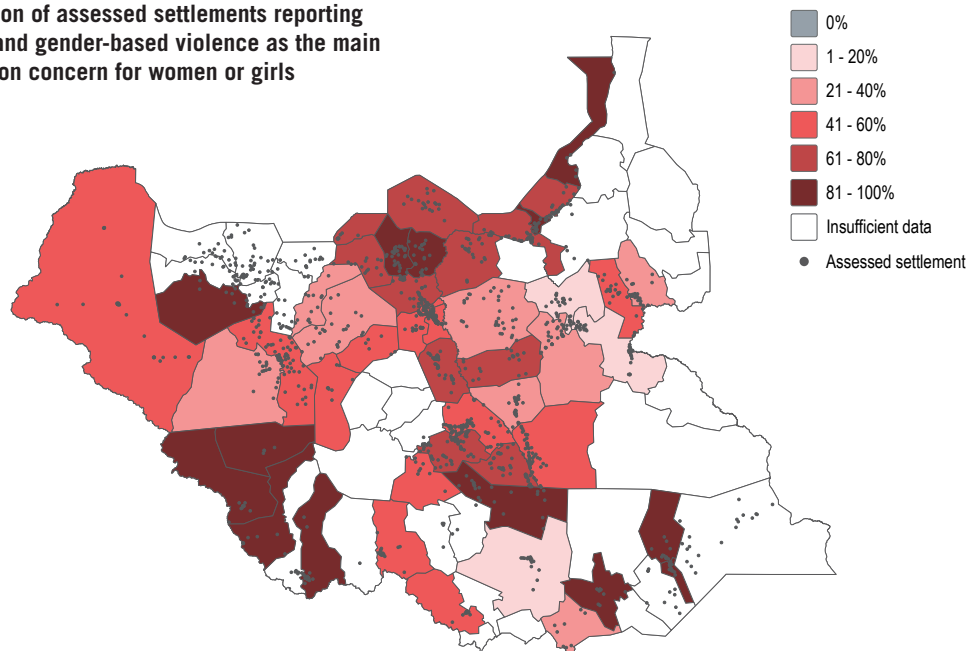 on of assessed settlements reporting
and gender-based violence as the main
on concern for women or girls
0%
1 - 20%
21 - 40%
41 - 60%
61 - 80%
81 - 100%
Insufficient data
Assessed settlement